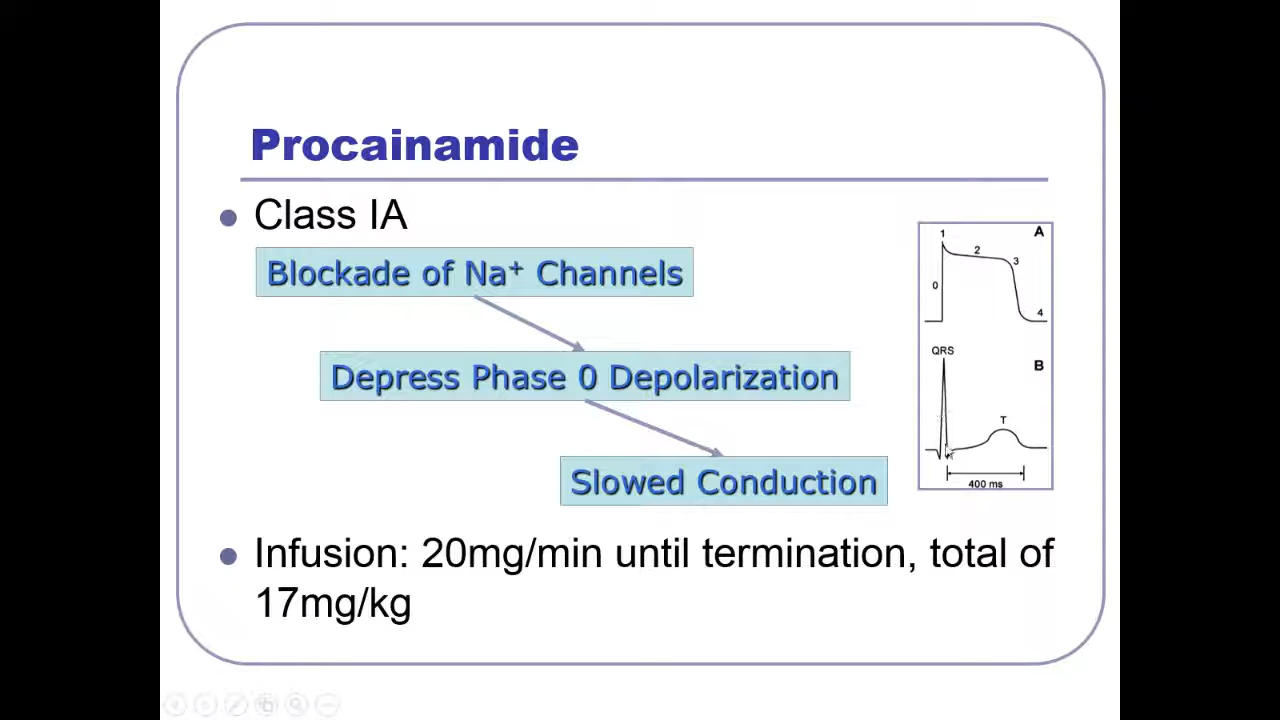 Procainamide
Class IA
Blockade of Na⁺ Channels
Depress Phase 0 Depolarization
Slowed Conduction
Infusion: 20mg/min until termination, total of
17mg/kg
A
1
2
3
0
4
QRS
B
T
400 ms